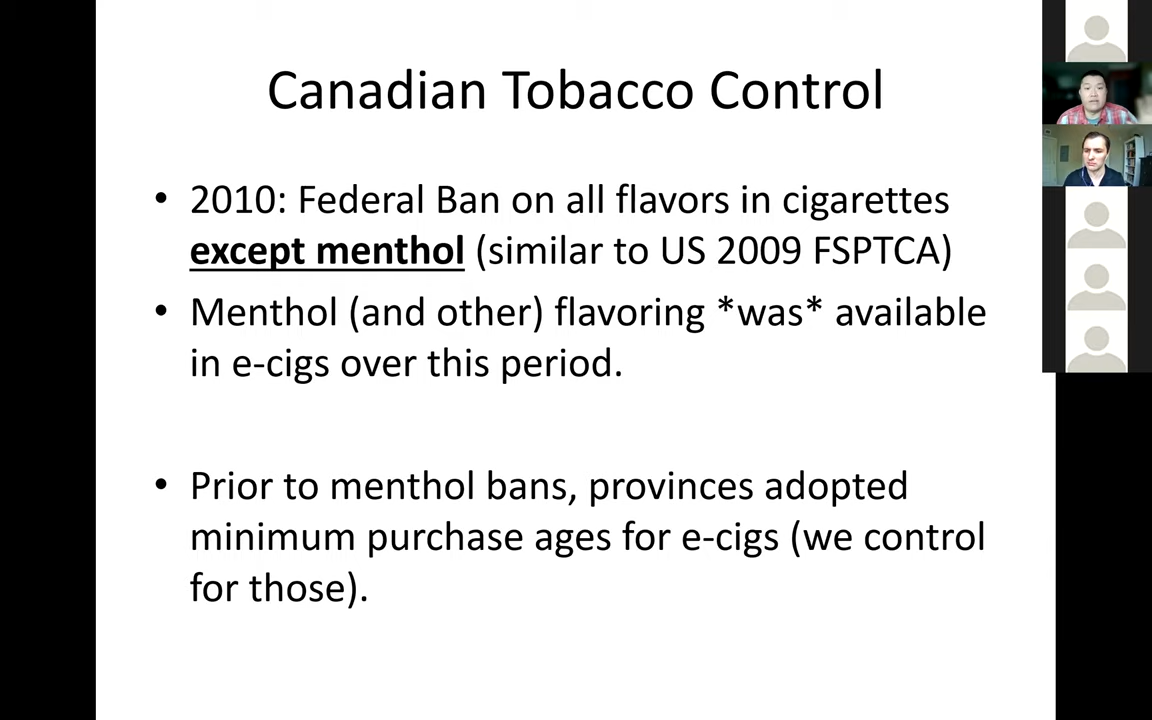 Canadian Tobacco Control
• 2010: Federal Ban on all flavors in cigarettes
except menthol (similar to US 2009 FSPTCA)
• Menthol (and other) flavoring *was* available
in e-cigs over this period.
• Prior to menthol bans, provinces adopted
minimum purchase ages for e-cigs (we control
for those).